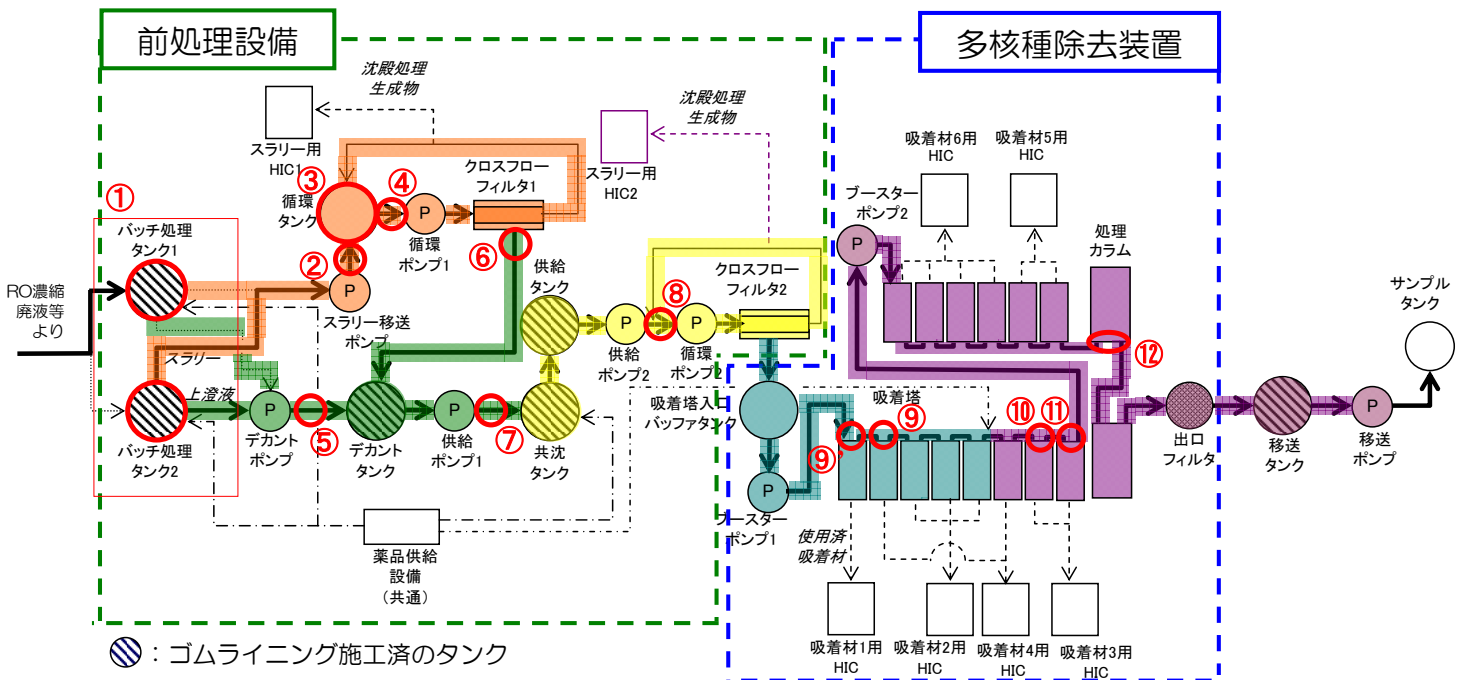 前処理設備
多核種除去装置
沈殿処理
生成物
スラリー用
HIC1
沈殿処理
生成物
スラリー用
HIC2
クロスフロー
フィルタ1
③
循環
タンク
④
P
循環
ポンプ1
①
バッチ処理
タンク1
②
P
スラリー移送
ポンプ
⑥
供給
タンク
RO濃縮
廃液等
より
スラリー
上澄液
バッチ処理
タンク2
P
デカント
ポンプ
⑤
デカント
タンク
P
供給
ポンプ1
⑦
共沈
タンク
P
供給
ポンプ2
⑧
P
循環
ポンプ2
クロスフロー
フィルタ2
薬品供給
設備
(共通)
吸着塔入口
バッファタンク
P
ブースター
ポンプ1
吸着材6用
HIC
吸着材5用
HIC
ブースター
ポンプ2
P
処理
カラム
⑫
吸着塔
⑨'
⑨
⑩
⑪
使用済
吸着材
吸着材1用
HIC
吸着材2用
HIC
吸着材4用
HIC
吸着材3用
HIC
出口
フィルタ
移送
タンク
P
移送
ポンプ
サンプル
タンク
:ゴムライニング施工済のタンク